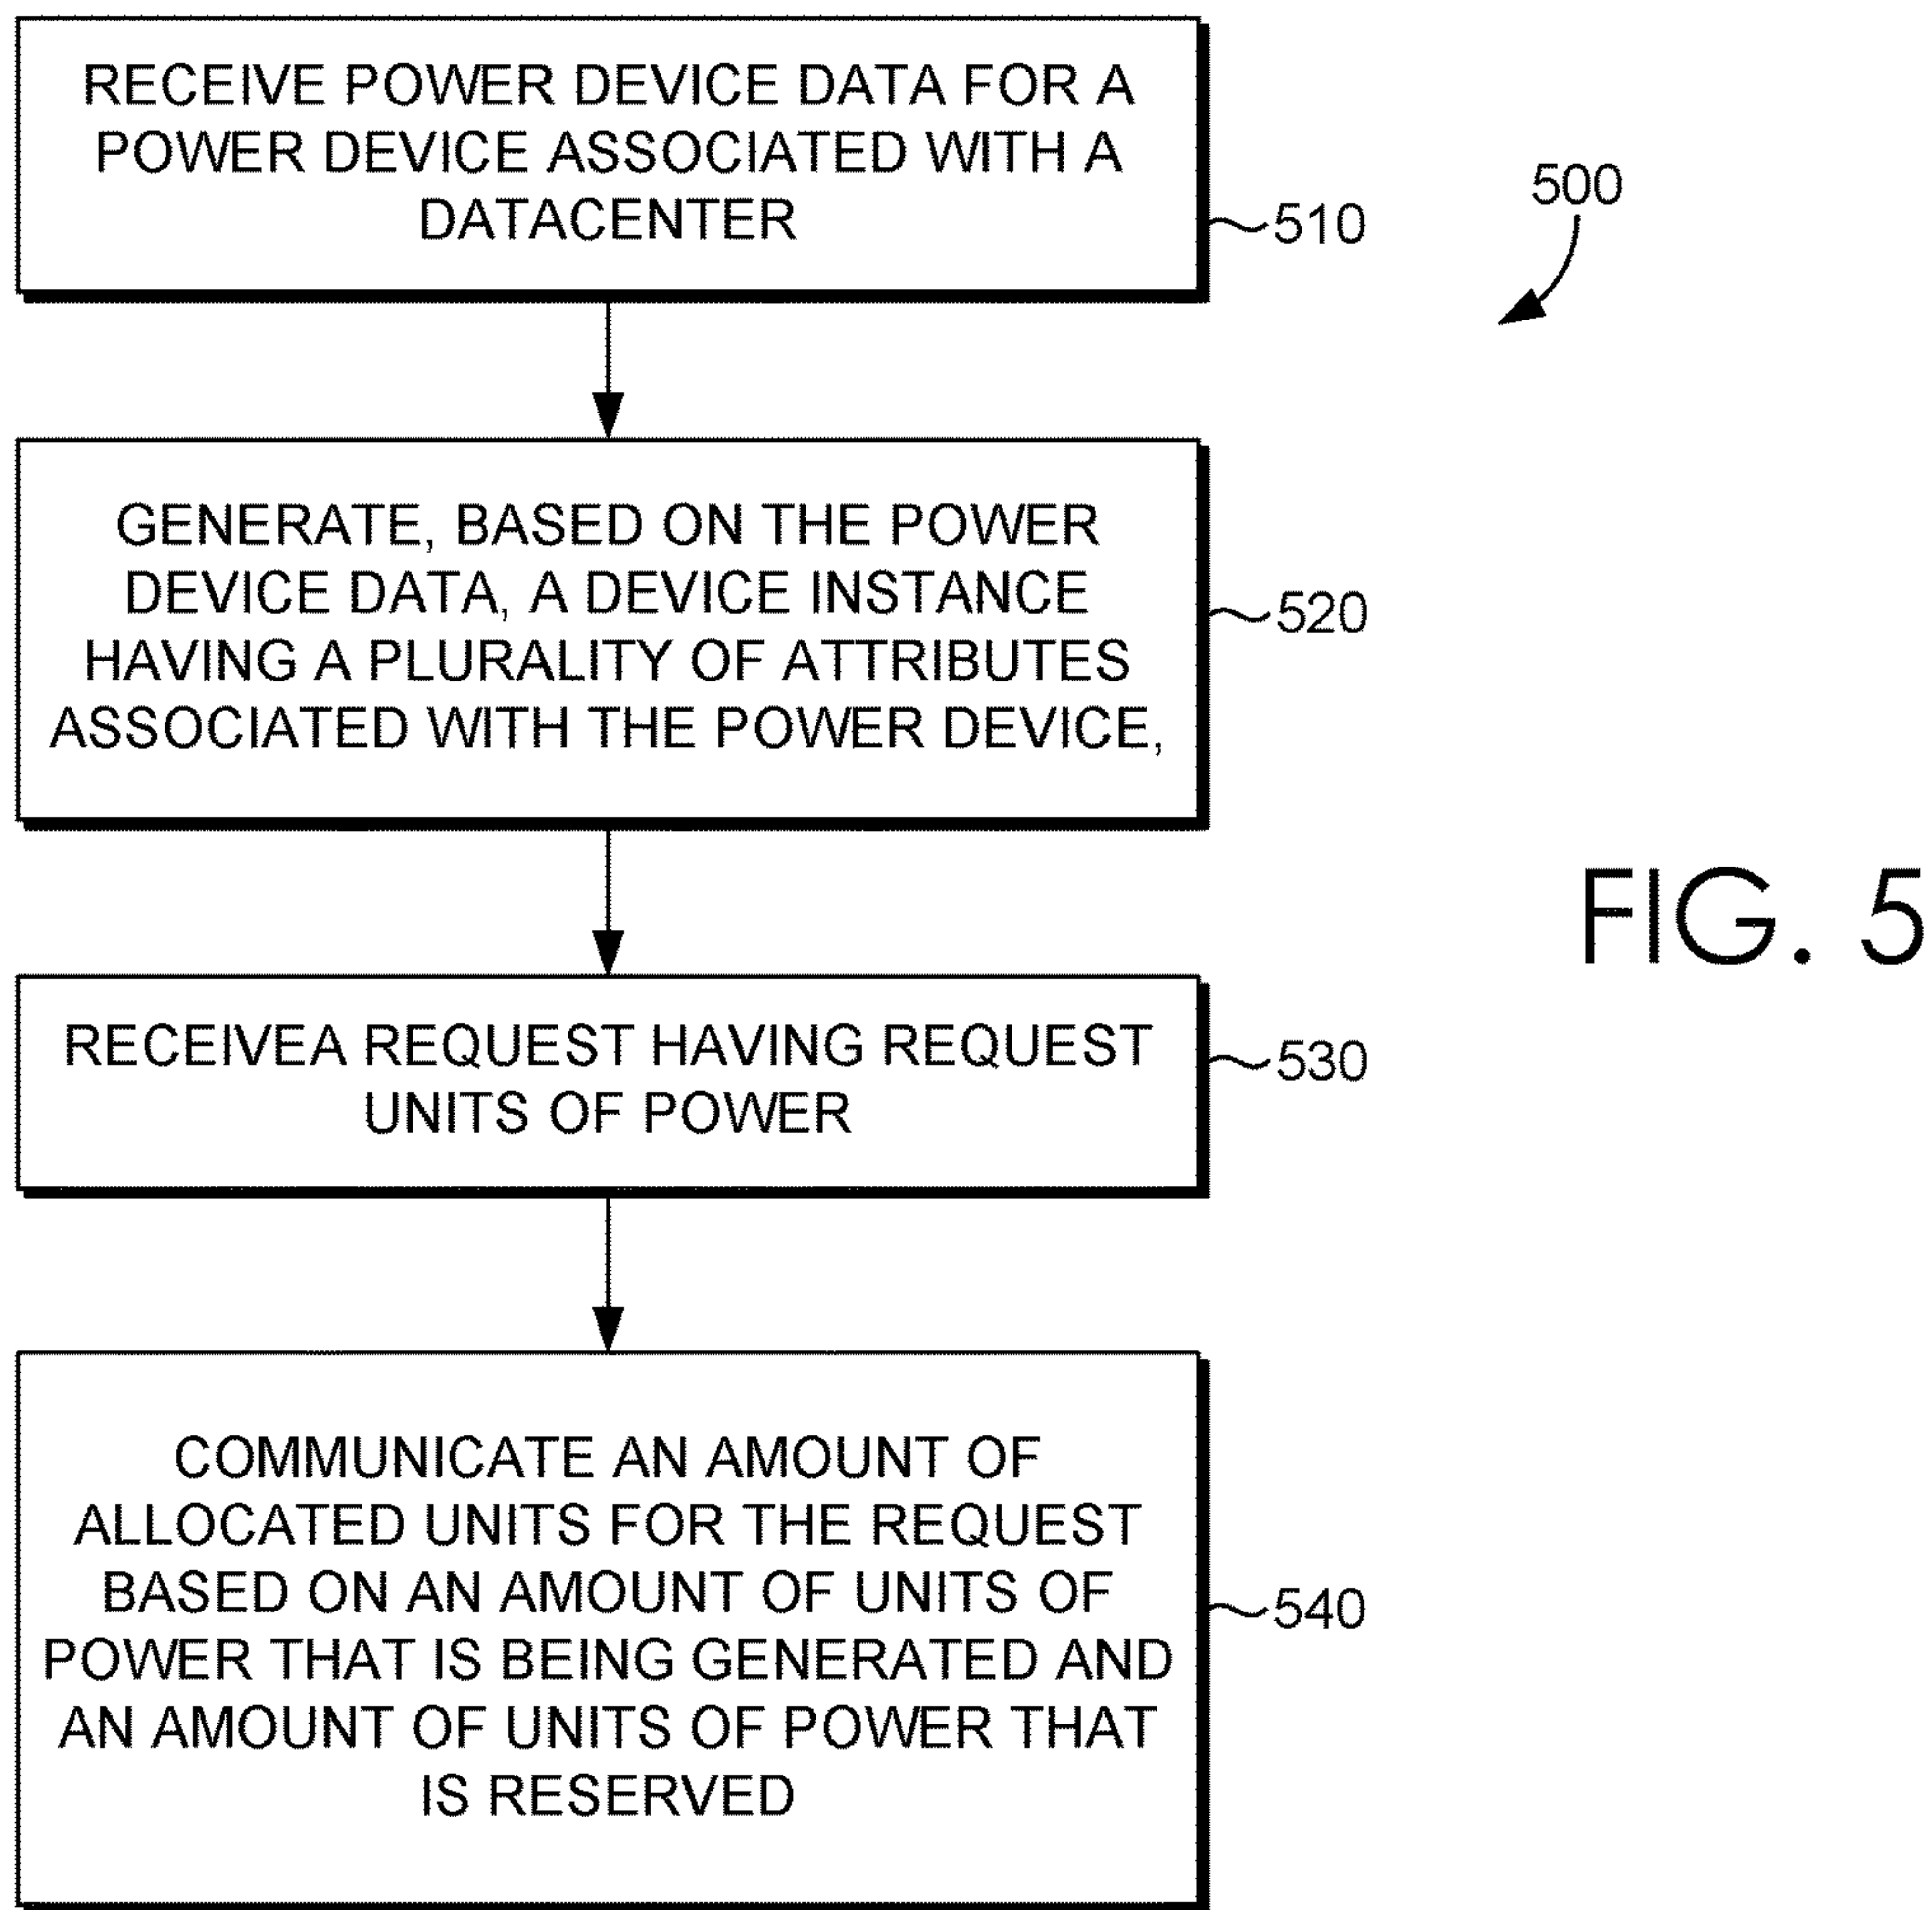 RECEIVE POWER DEVICE DATA FOR A
POWER DEVICE ASSOCIATED WITH A
DATACENTER
510
500
GENERATE, BASED ON THE POWER
DEVICE DATA, A DEVICE INSTANCE
HAVING A PLURALITY OF ATTRIBUTES
ASSOCIATED WITH THE POWER DEVICE,
520
FIG. 5
RECEIVEA REQUEST HAVING REQUEST
UNITS OF POWER
530
COMMUNICATE AN AMOUNT OF
ALLOCATED UNITS FOR THE REQUEST
BASED ON AN AMOUNT OF UNITS OF
POWER THAT IS BEING GENERATED AND
AN AMOUNT OF UNITS OF POWER THAT
IS RESERVED
540